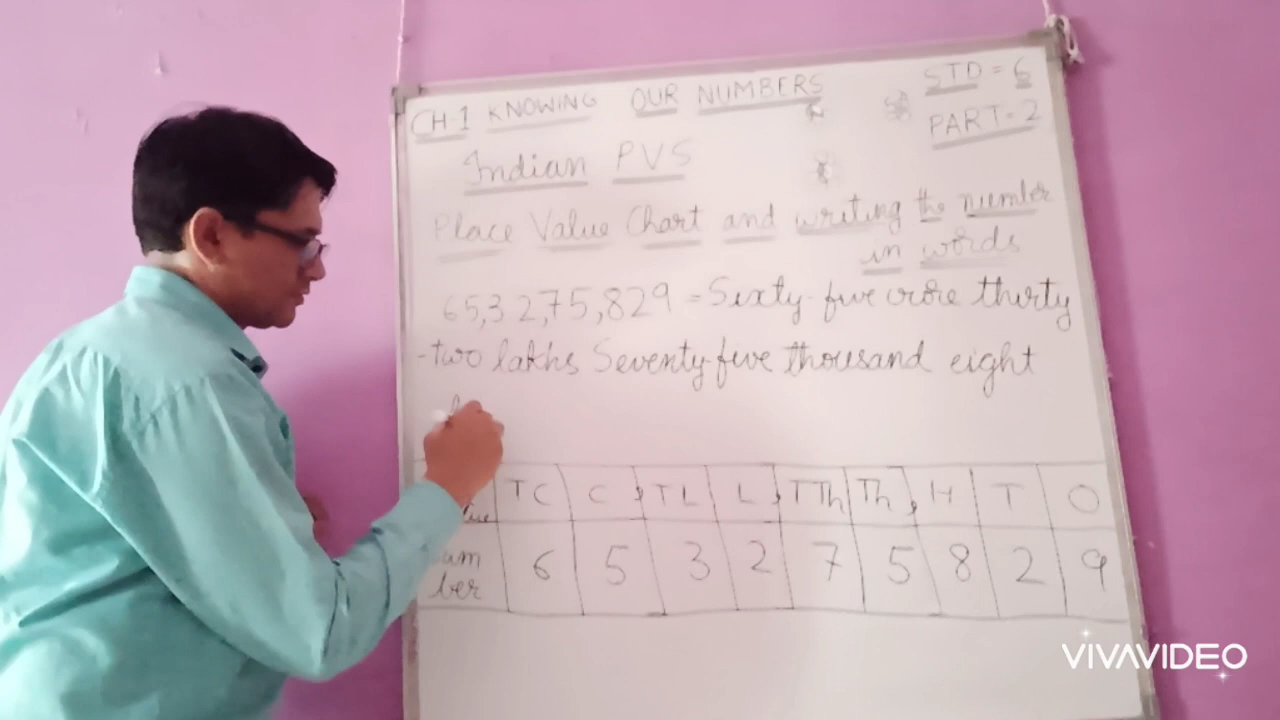 CH-1 KNOWING OUR NUMBERS
STD = 6
PART-2
Indian PVS
Place Value Chart and writing the number
in words
65,32,75,829 = Sixty-five crore thirty
-two lakhs Seventy-five thousand eight
TC C , TL L , TTh Th , H T O
ber 6 5 3 2 7 5 8 2 9
VIVAVIDEO